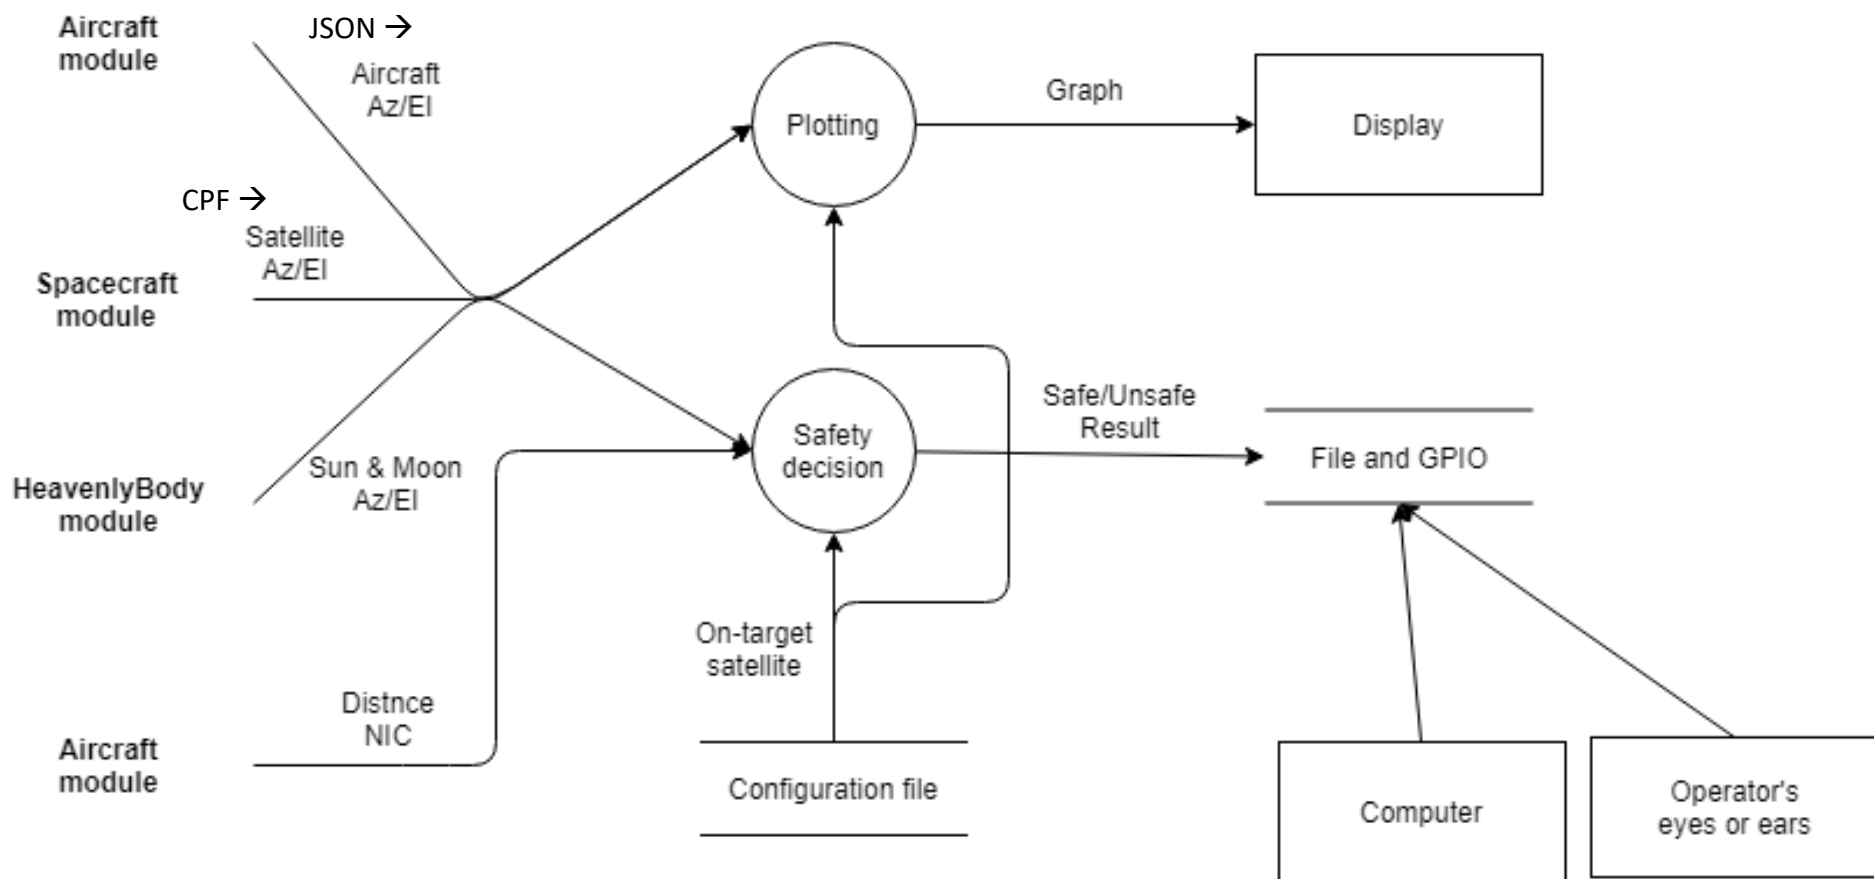 Aircraft
module
JSON →
Aircraft
Az/El
Plotting
Graph
Display
CPF →
Satellite
Az/El
Spacecraft
module
Safety
decision
Safe/Unsafe
Result
File and GPIO
HeavenlyBody
module
Sun & Moon
Az/El
On-target
satellite
Distnce
NIC
Aircraft
module
Configuration file
Computer
Operator's
eyes or ears